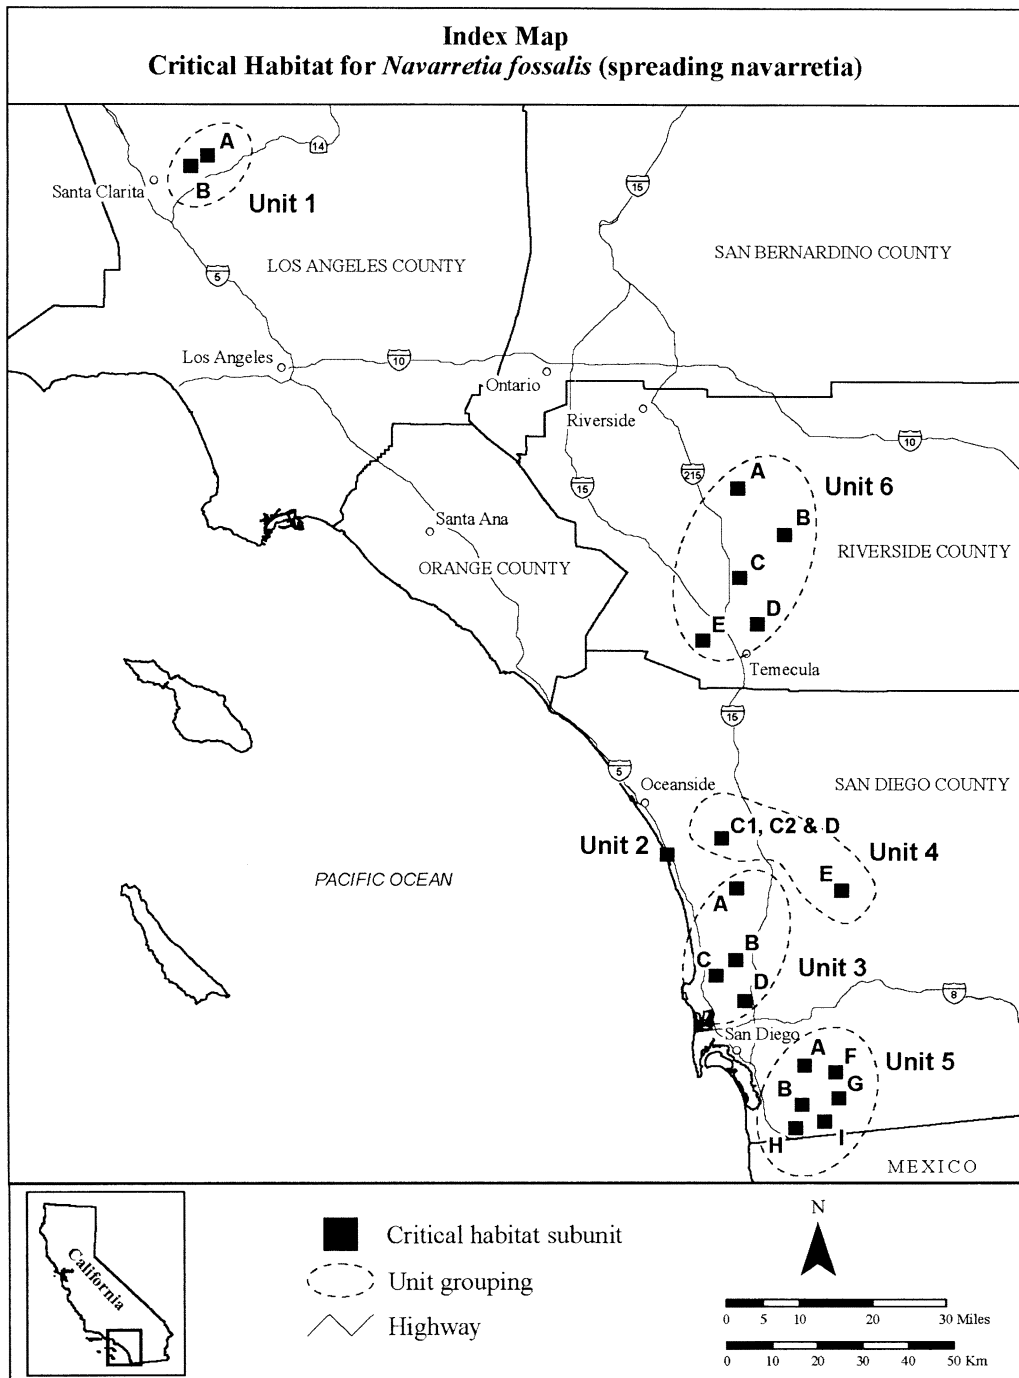 Index Map
Critical Habitat for Navarretia fossalis (spreading navarretia)
14
A
B
Santa Clarita
Unit 1
15
SAN BERNARDINO COUNTY
LOS ANGELES COUNTY
5
Los Angeles
10
Ontario
Riverside
10
215
15
A
Unit 6
B
Santa Ana
ORANGE COUNTY
RIVERSIDE COUNTY
C
D
E
Temecula
15
5
Oceanside
SAN DIEGO COUNTY
C1, C2 & D
Unit 2
Unit 4
E
PACIFIC OCEAN
A
B
C
Unit 3
D
8
San Diego
A
F
Unit 5
B
G
H
I
MEXICO
California
Critical habitat subunit
Unit grouping
Highway
N
0 5 10 20 30 Miles
0 10 20 30 40 50 Km